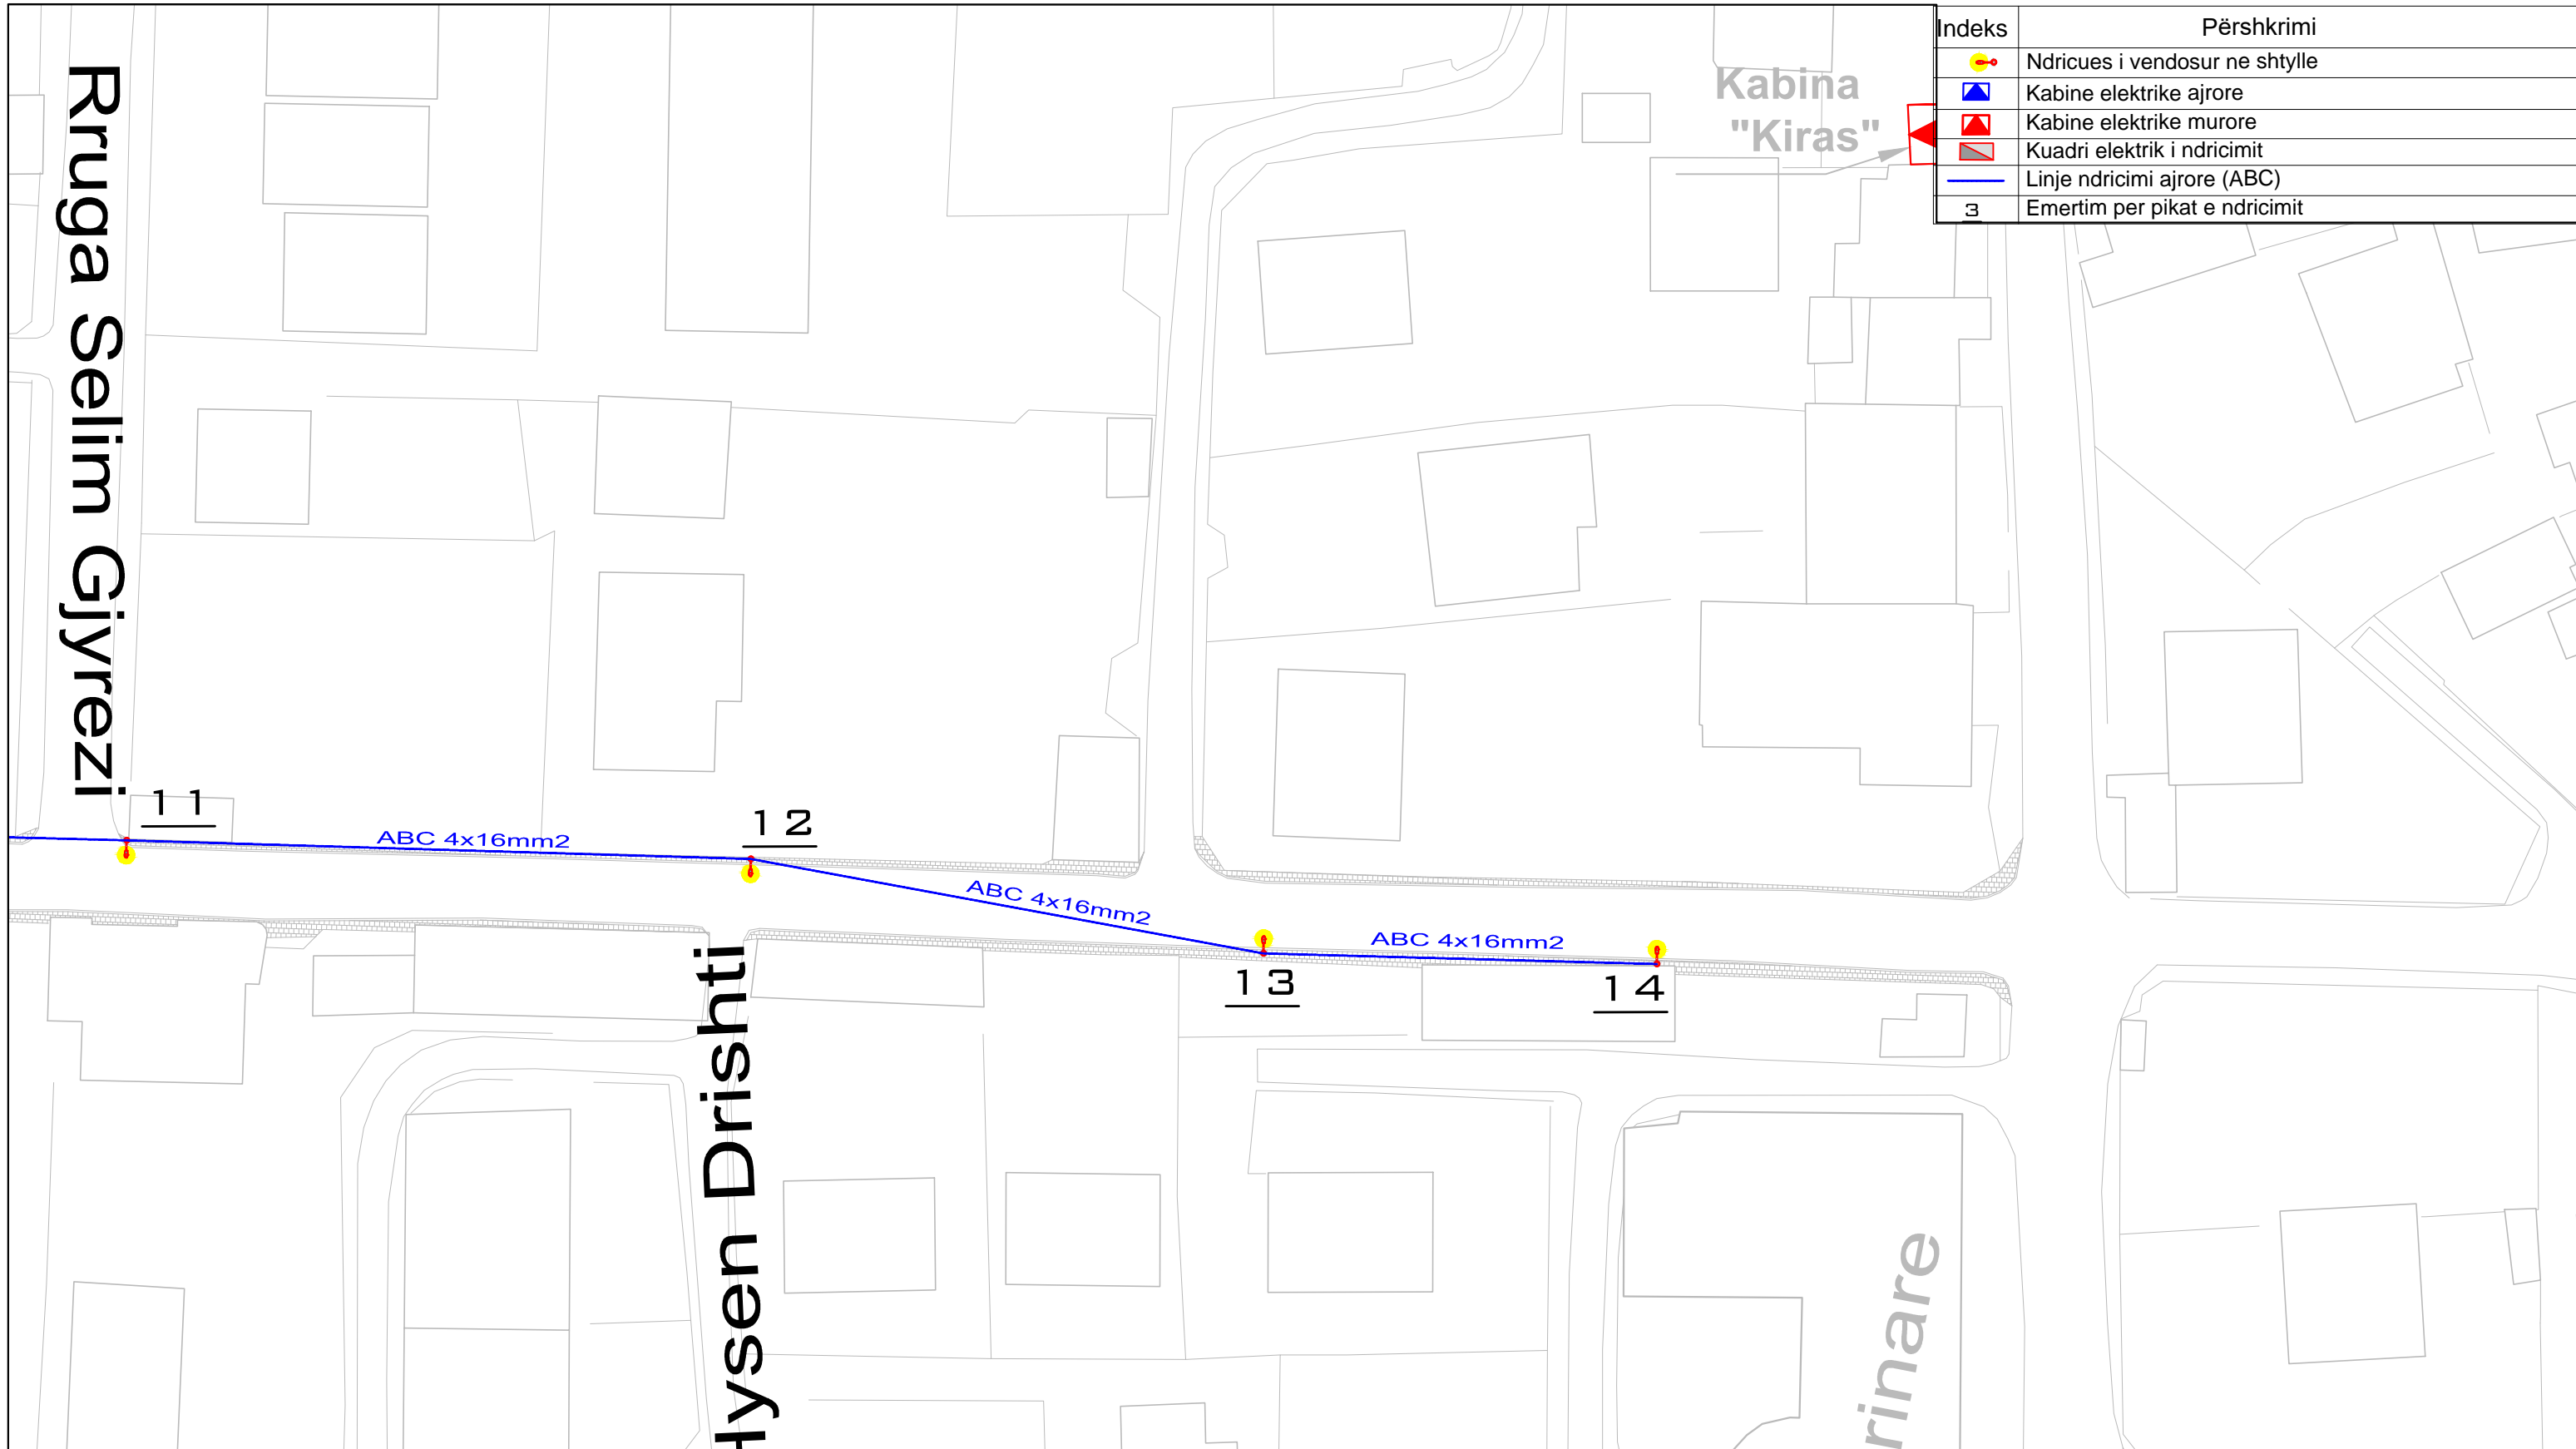 Indeks
Përshkrimi
Ndricues i vendosur ne shtylle
Kabine elektrike ajrore
Kabine elektrike murore
Kuadri elektrik i ndricimit
Linje ndricimi ajrore (ABC)
3
Emertim per pikat e ndricimit
Kabina
"Kiras"
Rruga Selim Gjyrezi
11
ABC 4x16mm2
12
ABC 4x16mm2
13
ABC 4x16mm2
14
Hysen Drishti
rinare